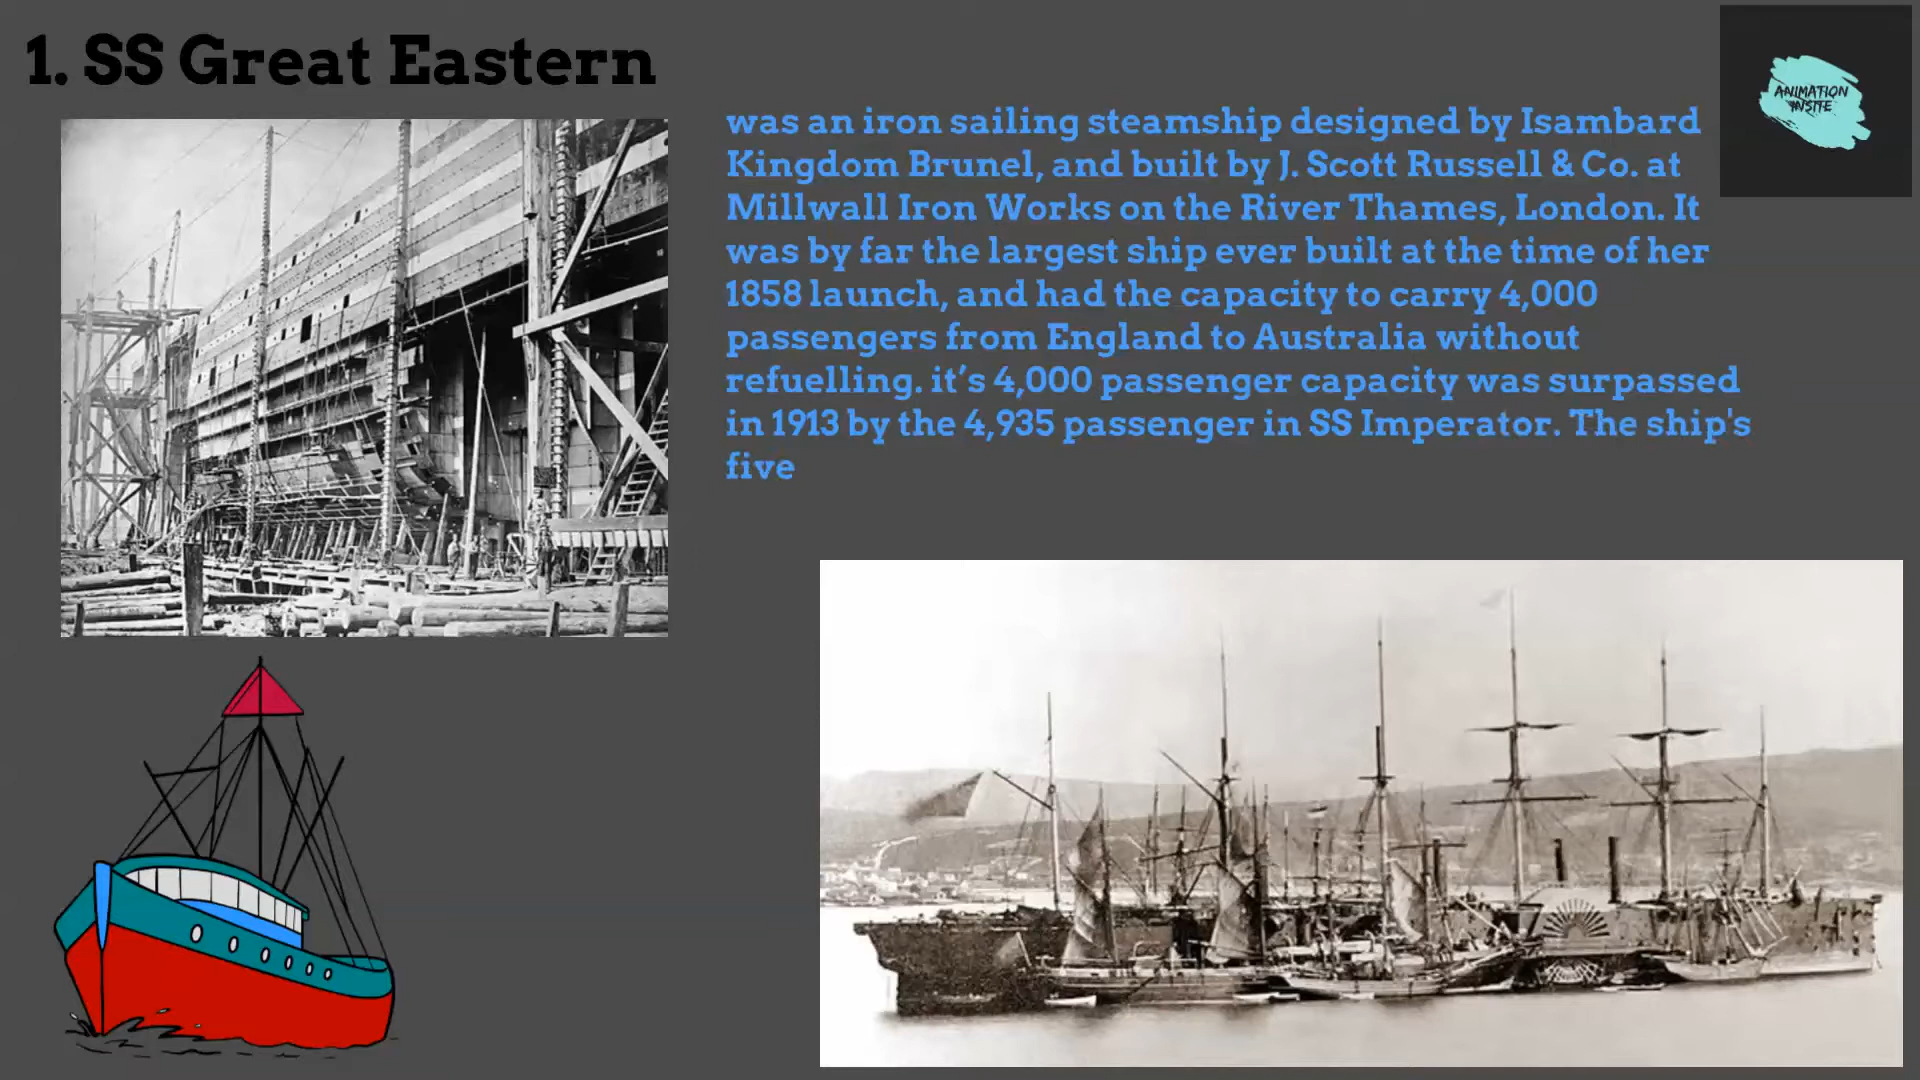 1. SS Great Eastern
ANIMATION
INSITE
was an iron sailing steamship designed by Isambard
Kingdom Brunel, and built by J. Scott Russell & Co. at
Millwall Iron Works on the River Thames, London. It
was by far the largest ship ever built at the time of her
1858 launch, and had the capacity to carry 4,000
passengers from England to Australia without
refuelling. it’s 4,000 passenger capacity was surpassed
in 1913 by the 4,935 passenger in SS Imperator. The ship's
five